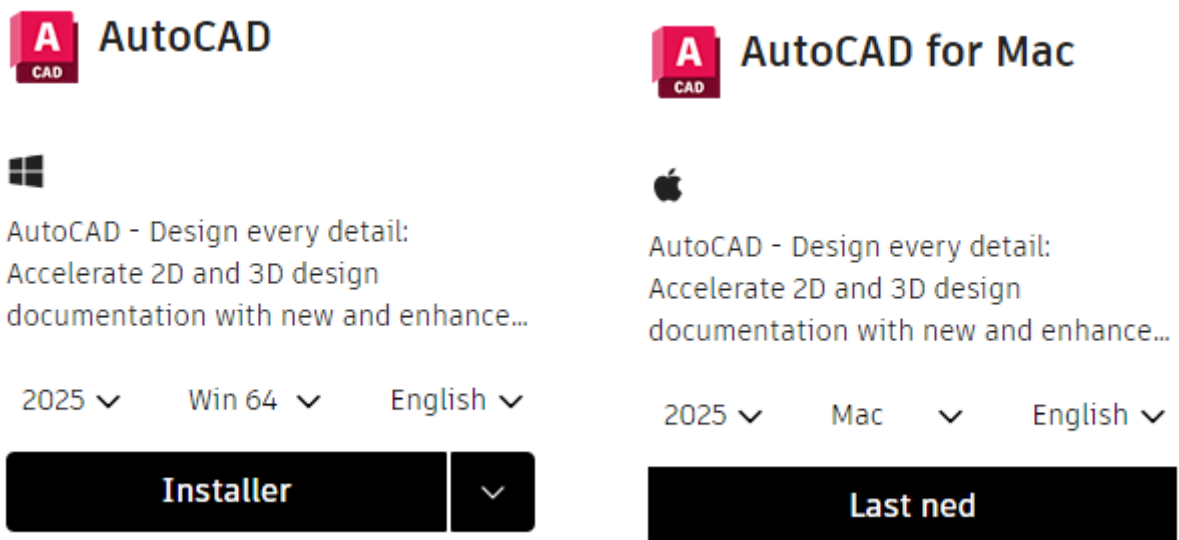 A
CAD
AutoCAD
AutoCAD - Design every detail:
Accelerate 2D and 3D design
documentation with new and enhance...
2025
Win 64
English
Installer
A
CAD
AutoCAD for Mac
AutoCAD - Design every detail:
Accelerate 2D and 3D design
documentation with new and enhance...
2025
Mac
English
Last ned